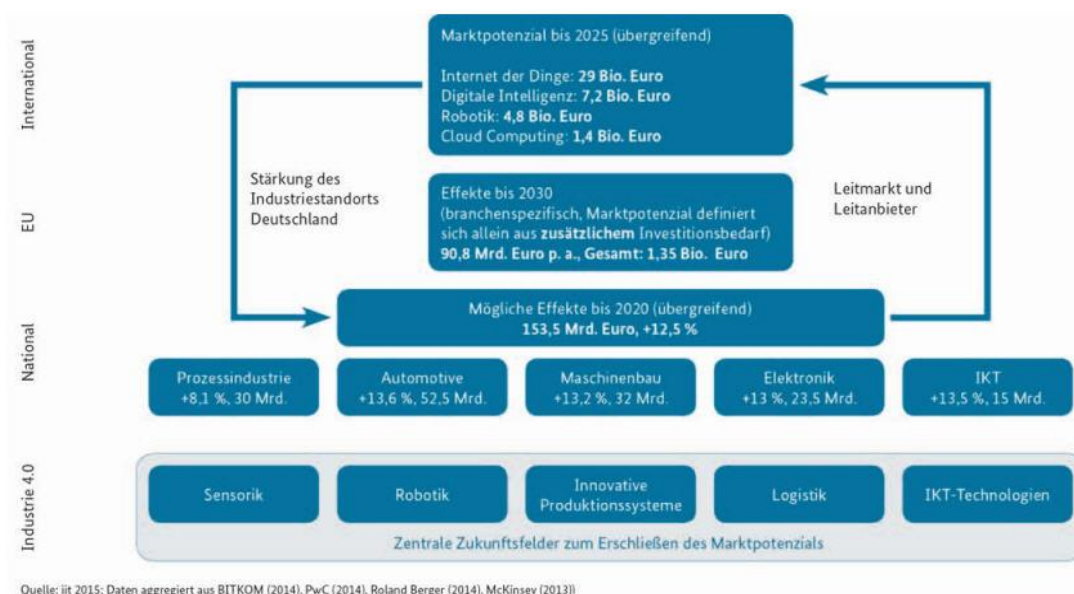 International
Marktpotenzial bis 2025 (übergreifend)
Internet der Dinge: 29 Bio. Euro
Digitale Intelligenz: 7,2 Bio. Euro
Robotik: 4,8 Bio. Euro
Cloud Computing: 1,4 Bio. Euro
Stärkung des
Industriestandorts
Deutschland
Leitmarkt und
Leitanbieter
EU
Effekte bis 2030
(branchenspezifisch, Marktpotenzial definiert
sich allein aus zusätzlichem Investitionsbedarf)
90,8 Mrd. Euro p. a., Gesamt: 1,35 Bio. Euro
National
Mögliche Effekte bis 2020 (übergreifend)
153,5 Mrd. Euro, +12,5 %
Prozessindustrie
+8,1 %, 30 Mrd.
Automotive
+13,6 %, 52,5 Mrd.
Maschinenbau
+13,2 %, 32 Mrd.
Elektronik
+13 %, 23,5 Mrd.
IKT
+13,5 %, 15 Mrd.
Industrie 4.0
Sensorik
Robotik
Innovative
Produktionssysteme
Logistik
IKT-Technologien
Zentrale Zukunftsfelder zum Erschließen des Marktpotenzials
Quelle: iit 2015; Daten aggregiert aus BITKOM (2014), PwC (2014), Roland Berger (2014), McKinsey (2013))